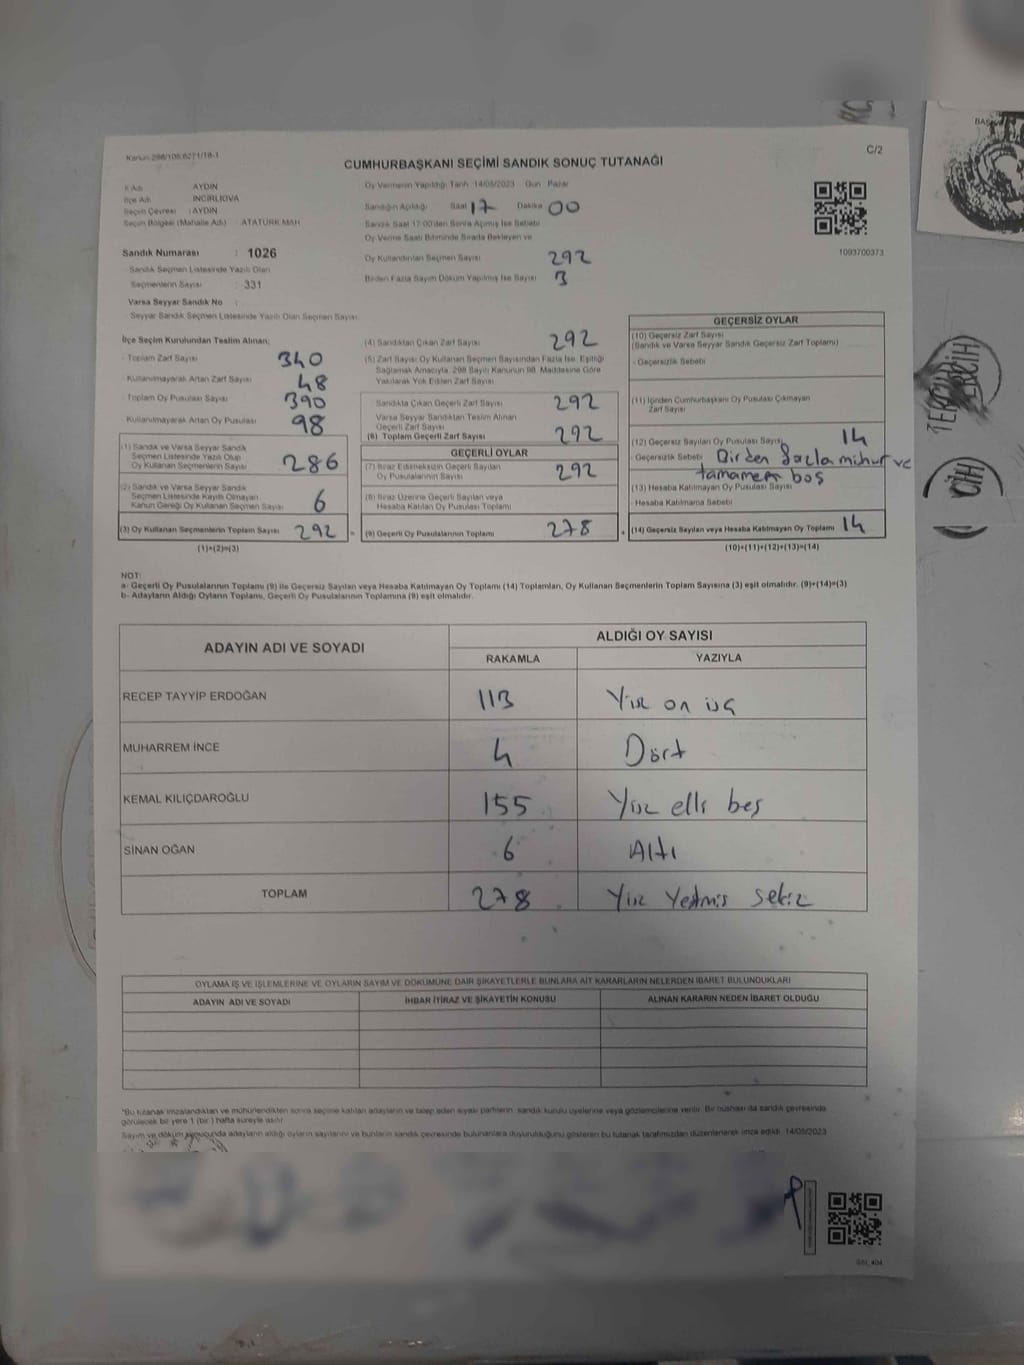 Kanun:298/105;6271/18-1
C/2
CUMHURBAŞKANI SEÇİMİ SANDIK SONUÇ TUTANAĞI
İl Adı AYDIN
İlçe Adı İNCİRLİOVA
Seçim Çevresi : AYDIN
Seçim Bölgesi (Mahalle Adı) : ATATÜRK MAH
Sandık Numarası : 1026
Sandık Seçmen Listesinde Yazılı Olan
Seçmenlerin Sayısı : 331
Varsa Seyyar Sandık No :
Seyyar Sandık Seçmen Listesinde Yazılı Olan Seçmen Sayısı:
Oy Vermenin Yapıldığı Tarih :14/05/2023 Gün : Pazar
Sandığın Açıldığı Saat 17 Dakika 00
Sandık Saat 17:00'den Sonra Açılmış İse Sebebi
Oy Verme Saati Bitiminde Sırada Bekleyen ve
Oy Kullandırılan Seçmen Sayısı 292
Birden Fazla Sayım Döküm Yapılmış İse Sayısı 3
1093700373
İlçe Seçim Kurulundan Teslim Alınan;
- Toplam Zarf Sayısı 340
- Kullanılmayarak Artan Zarf Sayısı 48
- Toplam Oy Pusulası Sayısı 390
- Kullanılmayarak Artan Oy Pusulası 98
(1) Sandık ve Varsa Seyyar Sandık
Seçmen Listesinde Yazılı Olup
Oy Kullanan Seçmenlerin Sayısı 286
(2) Sandık ve Varsa Seyyar Sandık
Seçmen Listesinde Kayıtlı Olmayan
Kanun Gereği Oy Kullanan Seçmenlerin Sayısı 6
(3) Oy Kullanan Seçmenlerin Toplam Sayısı 292 =
(1)+(2)=(3)
(4) Sandıktan Çıkan Zarf Sayısı 292
(5) Zarf Sayısı Oy Kullanan Seçmen Sayısından Fazla İse, Eşitliği
Sağlamak Amacıyla, 298 Sayılı Kanunun 98. Maddesine Göre
Yakılarak Yok Edilen Zarf Sayısı
Sandıkta Çıkan Geçerli Zarf Sayısı 292
Varsa Seyyar Sandıktan Teslim Alınan
Geçerli Zarf Sayısı
(6) Toplam Geçerli Zarf Sayısı 292
GEÇERLİ OYLAR
(7) İtiraz Edilmeksizin Geçerli Sayılan
Oy Pusulasının Sayısı 292
(8) İtiraz Üzerine Geçerli Sayılan veya
Hesaba Katılan Oy Pusulası Toplamı
(9) Geçerli Oy Pusulalarının Toplamı 278 +
GEÇERSİZ OYLAR
(10) Geçersiz Zarf Sayısı
(Sandık ve Varsa Seyyar Sandık Geçersiz Zarf Toplamı)
- Geçersizlik Sebebi
(11) İçinden Cumhurbaşkanı Oy Pusulası Çıkmayan
Zarf Sayısı
(12) Geçersiz Sayılan Oy Pusulası Sayısı 14
- Geçersizlik Sebebi Birden fazla mühür ve
tamamen boş
(13) Hesaba Katılmayan Oy Pusulası Sayısı
- Hesaba Katılmama Sebebi
(14) Geçersiz Sayılan veya Hesaba Katılmayan Oy Toplamı 14
(10)+(11)+(12)+(13)=(14)
NOT:
a- Geçerli Oy Pusulalarının Toplamı (9) ile Geçersiz Sayılan veya Hesaba Katılmayan Oy Toplamı (14) Toplamları, Oy Kullanan Seçmenlerin Toplam Sayısına (3) eşit olmalıdır. (9)+(14)=(3)
b- Adayların Aldığı Oyların Toplamı, Geçerli Oy Pusulalarının Toplamına (9) eşit olmalıdır.
ADAYIN ADI VE SOYADI
ALDIĞI OY SAYISI
RAKAMLA YAZIYLA
RECEP TAYYİP ERDOĞAN 113 Yüz on üç
MUHARREM İNCE 4 Dört
KEMAL KILIÇDAROĞLU 155 Yüz elli beş
SİNAN OĞAN 6 Altı
TOPLAM 278 Yüz Yetmiş sekiz
OYLAMA İŞ VE İŞLEMLERİNE VE OYLARIN SAYIM VE DÖKÜMÜNE DAİR ŞİKAYETLERLE BUNLARA AİT KARARLARIN NELERDEN İBARET BULUNDUKLARI
ADAYIN ADI VE SOYADI İHBAR İTİRAZ VE ŞİKAYETİN KONUSU ALINAN KARARIN NEDEN İBARET OLDUĞU
*Bu tutanak imzalandıktan ve mühürlendikten sonra seçime katılan adayların ve talep eden siyasi partilerin sandık kurulu üyelerine veya gözlemcilerine verilir. Bir nüshası da sandık çevresinde
görülecek bir yere 1 (bir) hafta süreyle asılır.
Sayım ve döküm sonucunda adayların aldığı oyların sayılarını ve bunların sandık çevresinde bulunanlara duyurulduğunu gösteren bu tutanak tarafımızdan düzenlenerek imza edildi. 14/05/2023